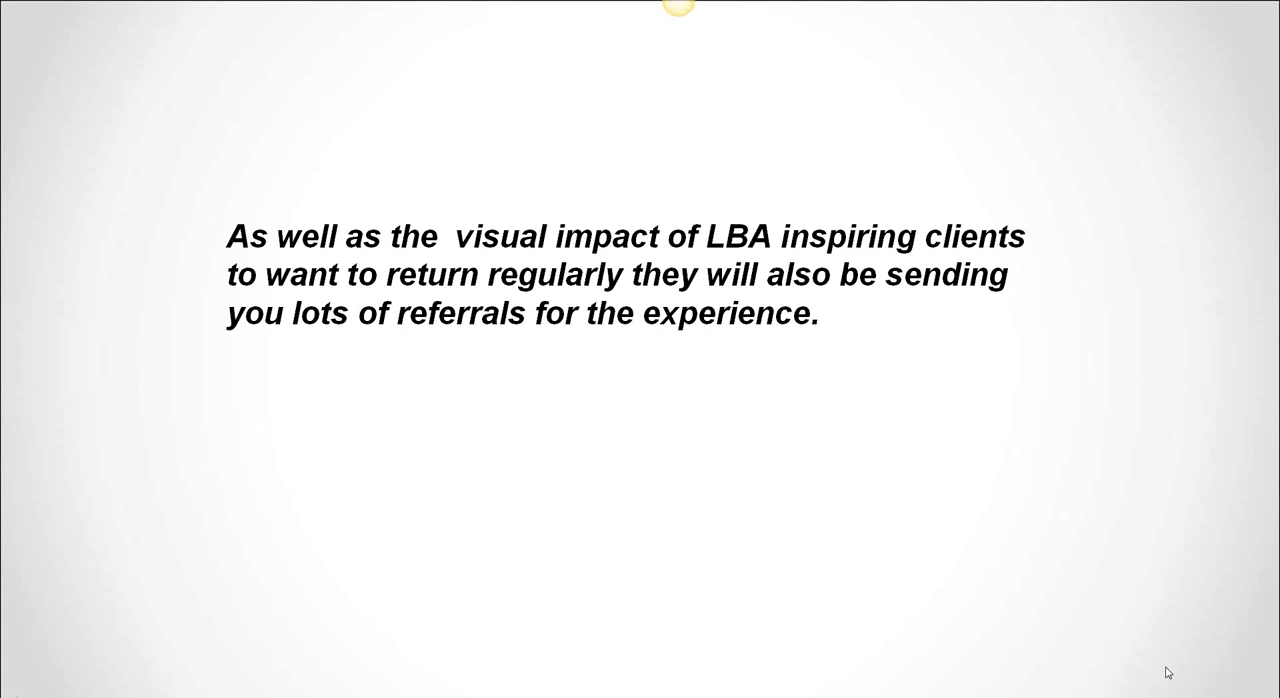 As well as the  visual impact of LBA inspiring clients
to want to return regularly they will also be sending
you lots of referrals for the experience.